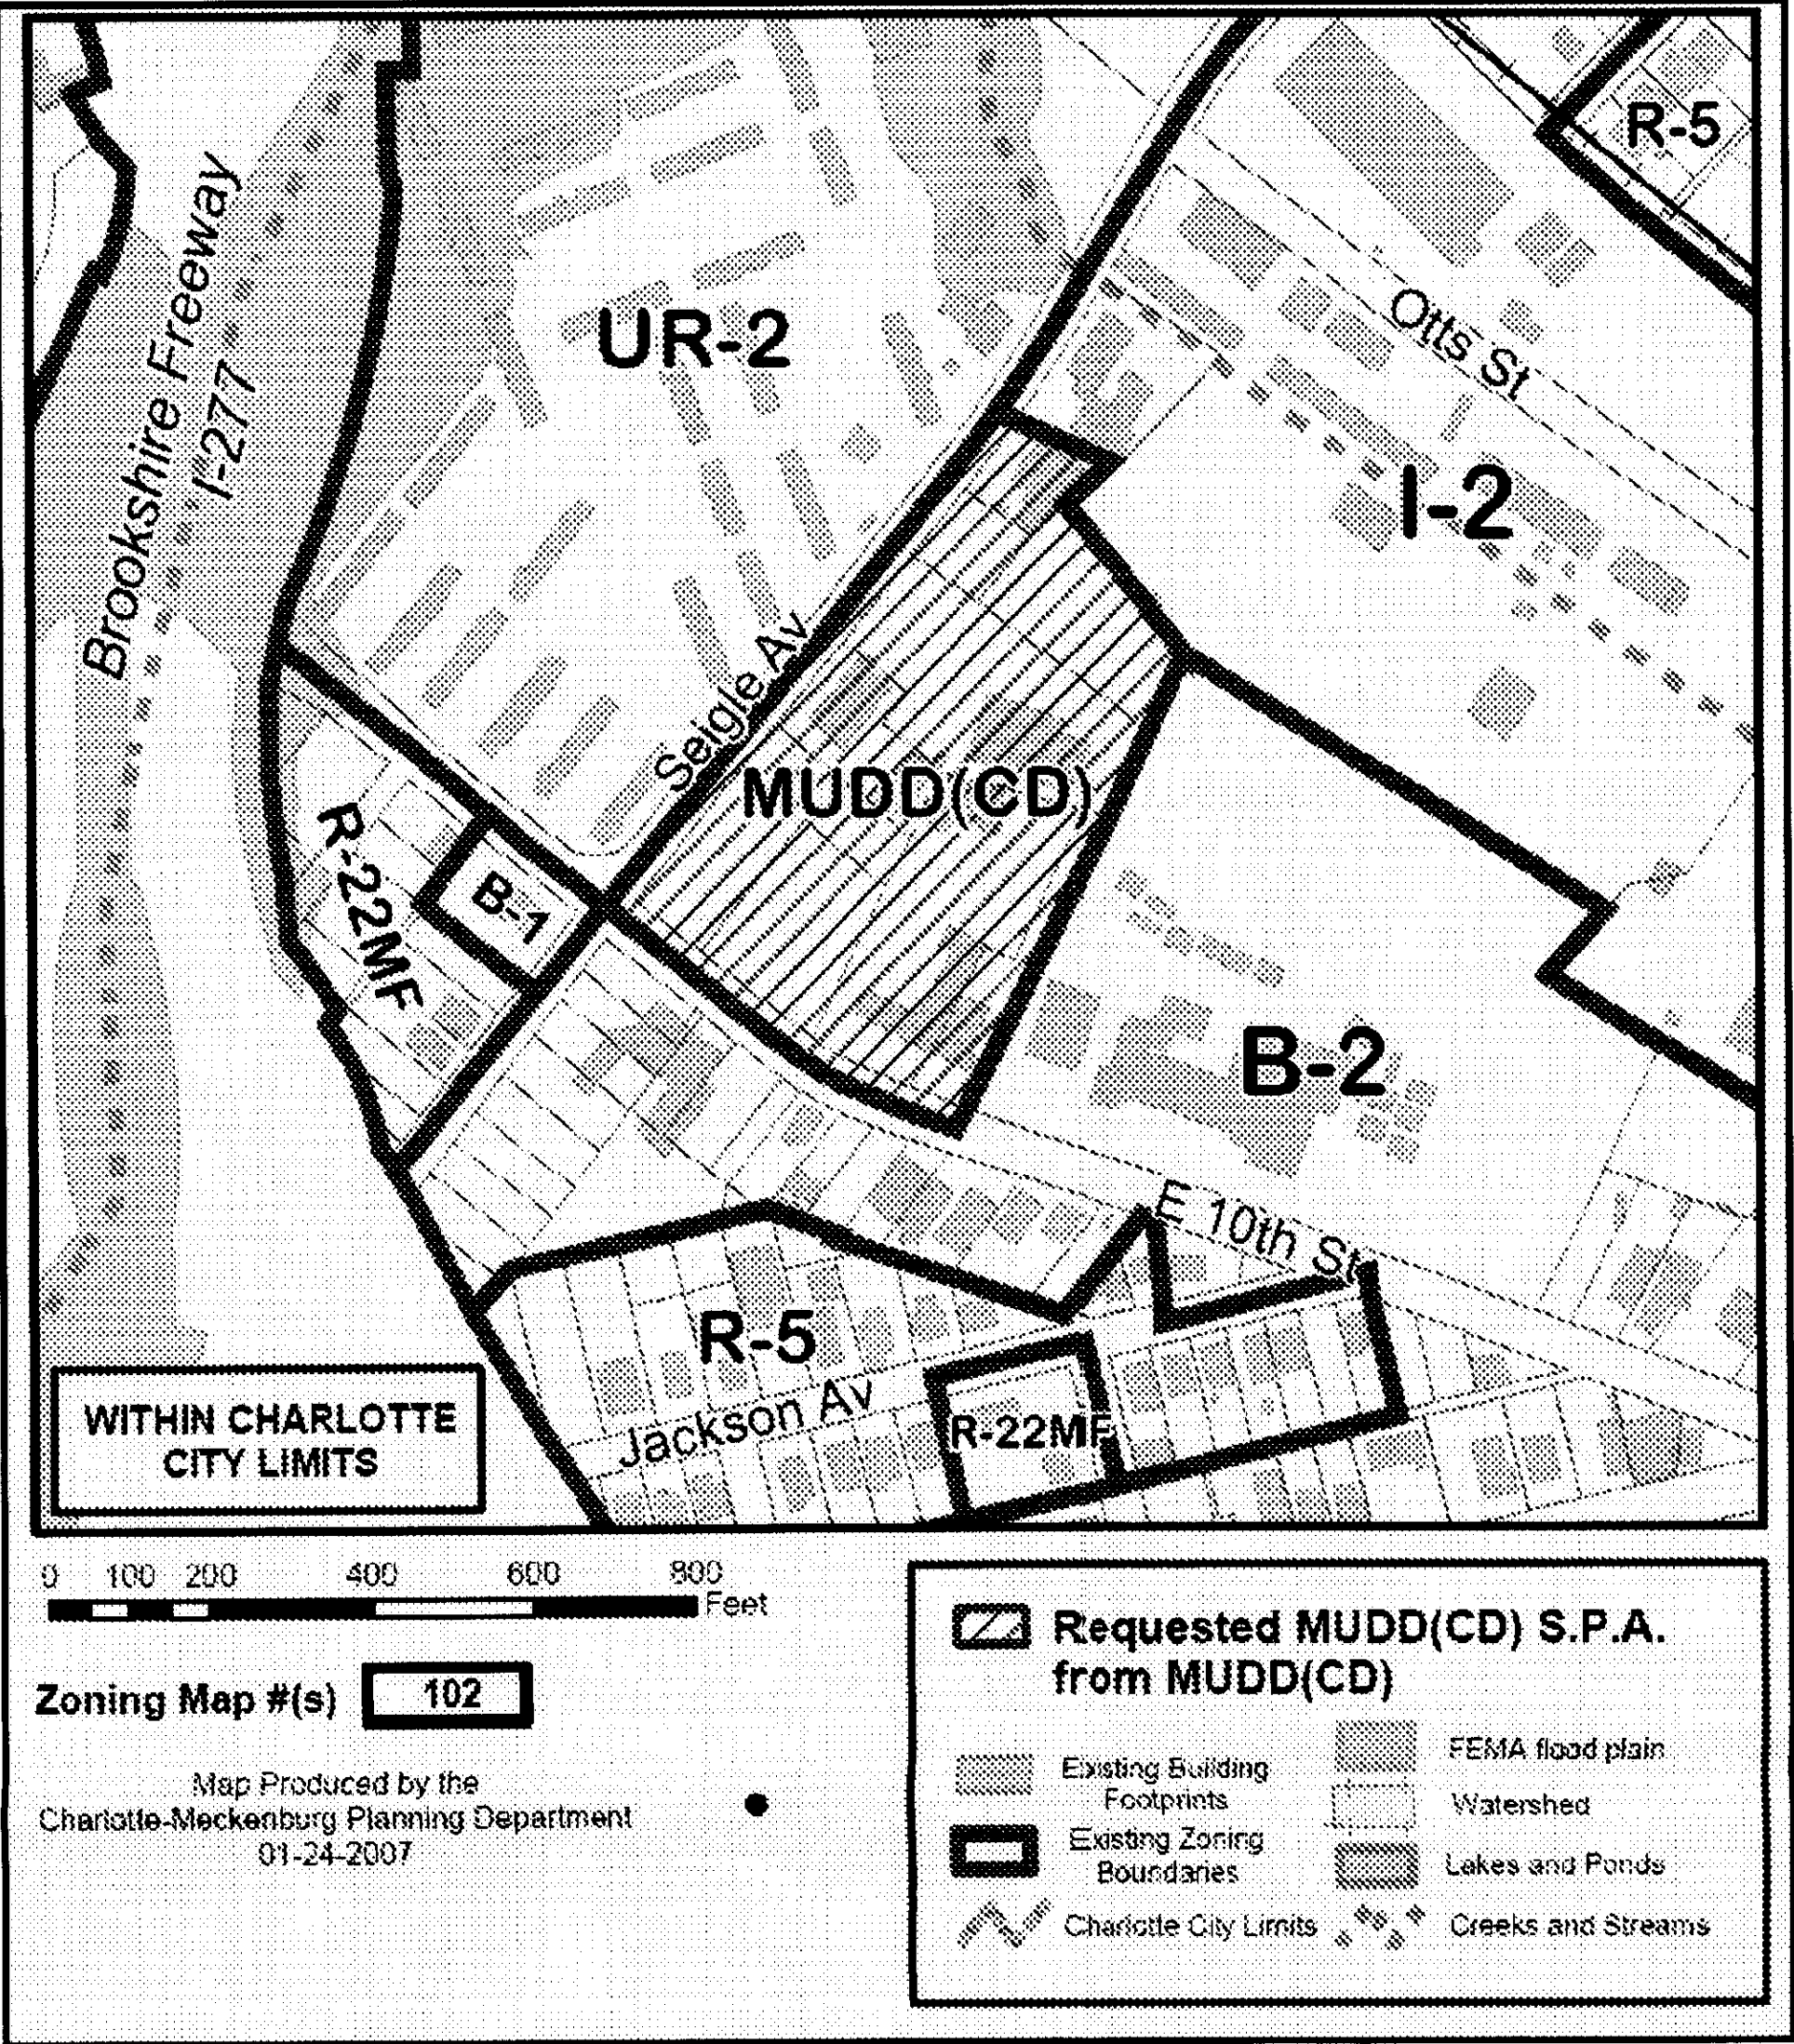 R-5
Brookshire Freeway
I-277
UR-2
Otts St
I-2
Seigle Av
MUDD(CD)
R-22MF
B-1
B-2
E 10th St
R-5
Jackson Av
R-22MF
WITHIN CHARLOTTE
CITY LIMITS
0 100 200 400 600 800
Feet
Zoning Map #(s) 102
Map Produced by the
Charlotte-Meckenburg Planning Department
01-24-2007
Requested MUDD(CD) S.P.A.
from MUDD(CD)
Existing Building
Footprints
Existing Zoning
Boundaries
Charlotte City Limits
FEMA flood plain
Watershed
Lakes and Ponds
Creeks and Streams